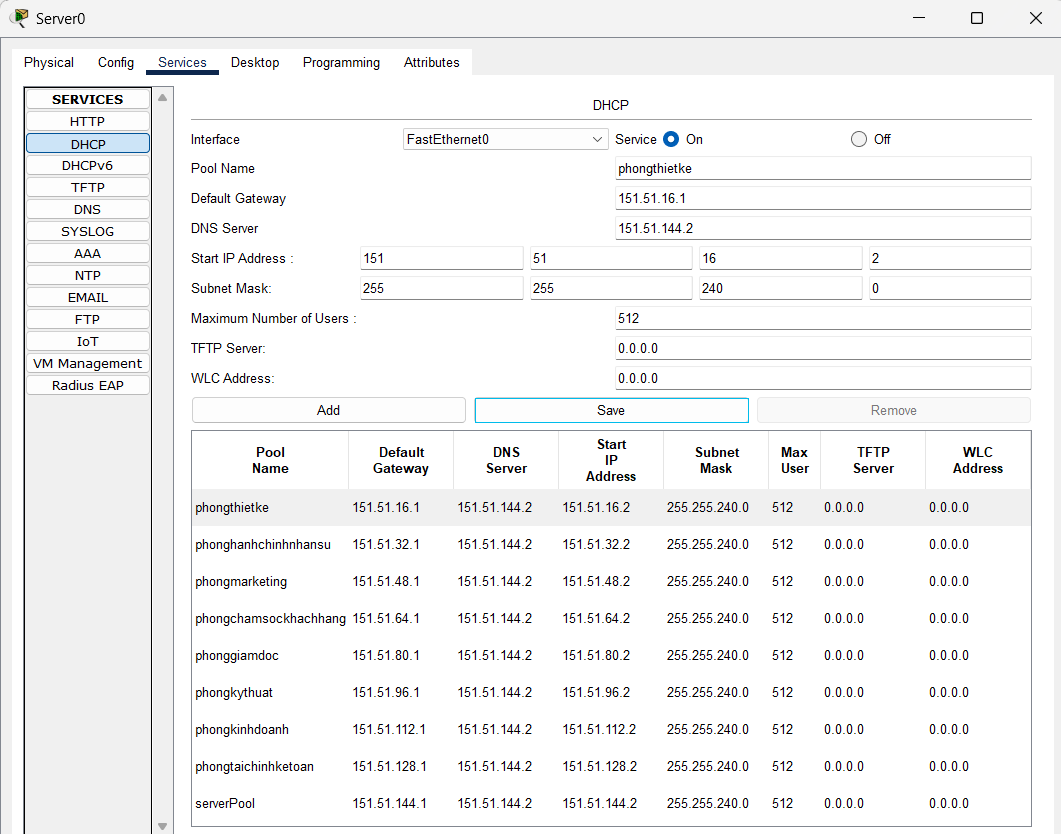 Server0
Physical Config Services Desktop Programming Attributes
SERVICES
HTTP
DHCP
DHCPv6
TFTP
DNS
SYSLOG
AAA
NTP
EMAIL
FTP
IoT
VM Management
Radius EAP
DHCP
Interface FastEthernet0 Service On Off
Pool Name phongthietke
Default Gateway 151.51.16.1
DNS Server 151.51.144.2
Start IP Address : 151 51 16 2
Subnet Mask: 255 255 240 0
Maximum Number of Users : 512
TFTP Server: 0.0.0.0
WLC Address: 0.0.0.0
Add Save Remove
Pool Name Default Gateway DNS Server Start IP Address Subnet Mask Max User TFTP Server WLC Address
phongthietke 151.51.16.1 151.51.144.2 151.51.16.2 255.255.240.0 512 0.0.0.0 0.0.0.0
phonghanhchinhnhansu 151.51.32.1 151.51.144.2 151.51.32.2 255.255.240.0 512 0.0.0.0 0.0.0.0
phongmarketing 151.51.48.1 151.51.144.2 151.51.48.2 255.255.240.0 512 0.0.0.0 0.0.0.0
phongchamsockhachhang 151.51.64.1 151.51.144.2 151.51.64.2 255.255.240.0 512 0.0.0.0 0.0.0.0
phonggiamdoc 151.51.80.1 151.51.144.2 151.51.80.2 255.255.240.0 512 0.0.0.0 0.0.0.0
phongkythuat 151.51.96.1 151.51.144.2 151.51.96.2 255.255.240.0 512 0.0.0.0 0.0.0.0
phongkinhdoanh 151.51.112.1 151.51.144.2 151.51.112.2 255.255.240.0 512 0.0.0.0 0.0.0.0
phongtaichinhketoan 151.51.128.1 151.51.144.2 151.51.128.2 255.255.240.0 512 0.0.0.0 0.0.0.0
serverPool 151.51.144.1 151.51.144.2 151.51.144.2 255.255.240.0 512 0.0.0.0 0.0.0.0